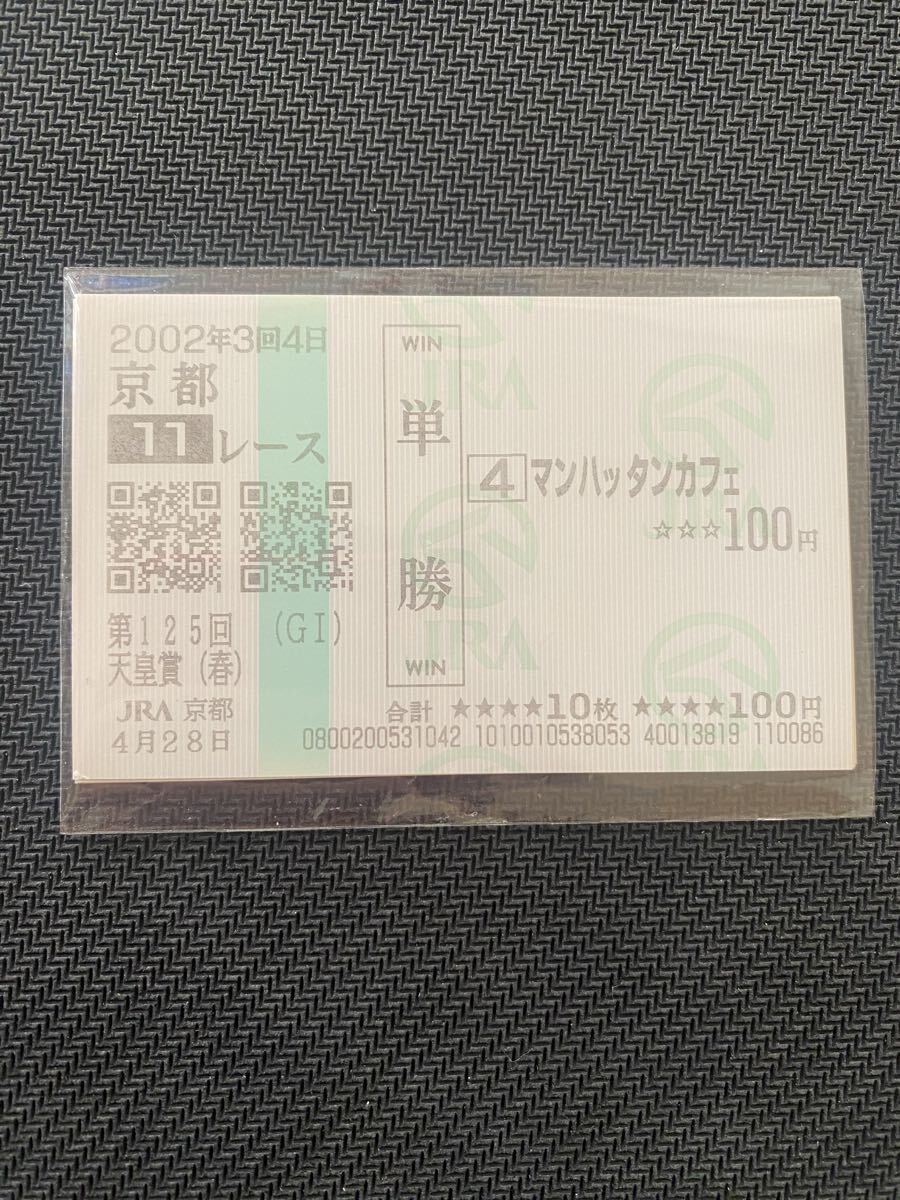 2002年3回4日
京都
11レース
第125回 (GI)
天皇賞(春)
JRA 京都
4月28日
WIN
単
勝
WIN
4 マンハッタンカフェ
☆☆☆100円
合計 ★★★★10枚 ★★★★100円
0800200531042 1010010538053 40013819 110086
JRA
JRA
JRA